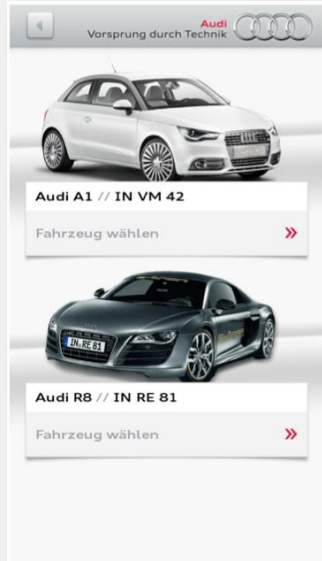 Audi
Vorsprung durch Technik
Audi A1 // IN VM 42
Fahrzeug wählen
IN RE 81
Audi R8 // IN RE 81
Fahrzeug wählen